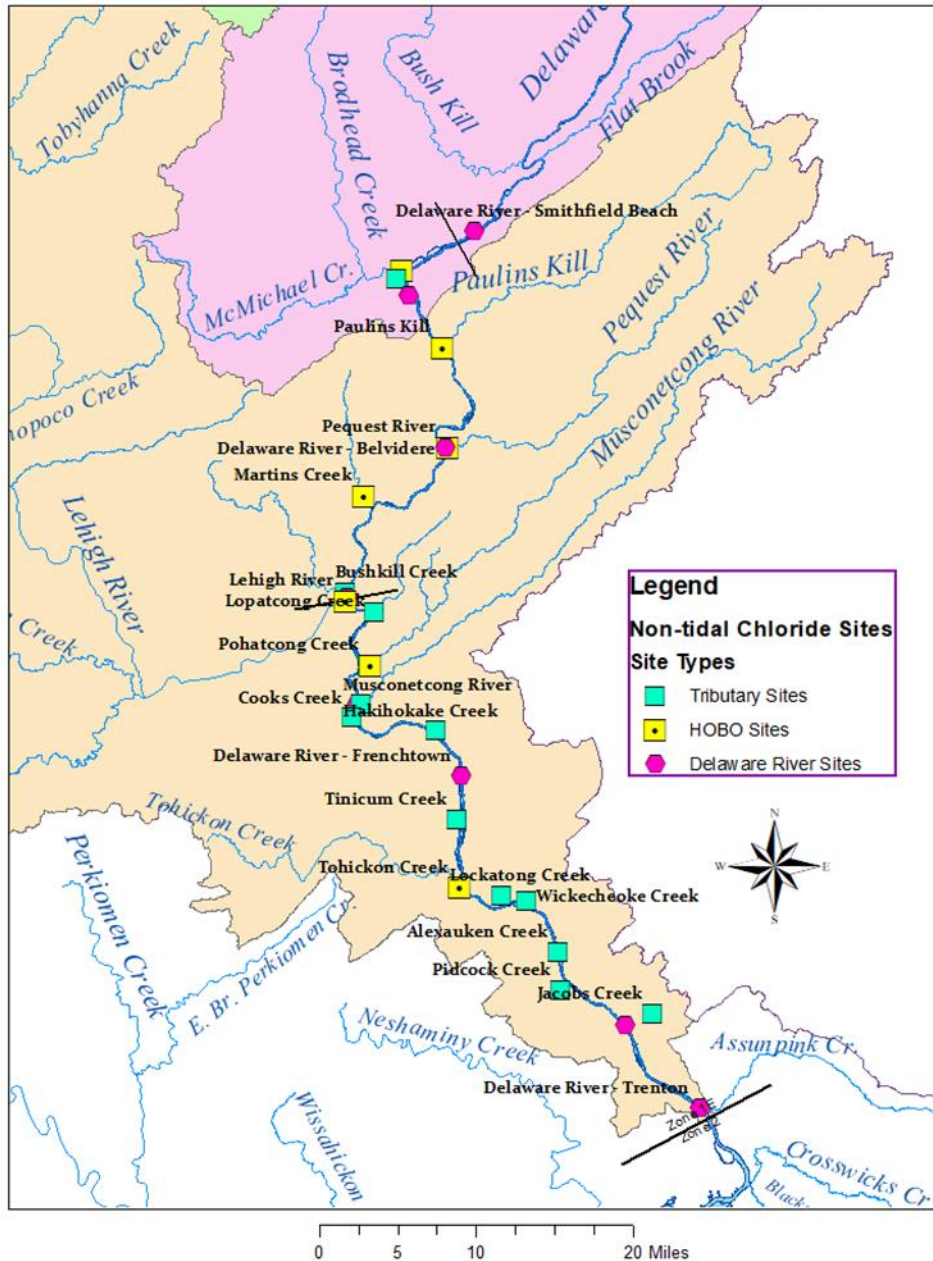 Tobyhanna Creek
Brodhead Creek
Bush Kill
Delaware
Flat Brook
Delaware River - Smithfield Beach
McMichael Cr.
Paulins Kill
Pequest River
Paulins Kill
Musconetcong River
nopoco Creek
Pequest River
Delaware River - Belvidere
Martins Creek
Lehigh River
Bushkill Creek
Lehigh River
Lopatcong Creek
Creek
Pohatcong Creek
Musconetcong River
Cooks Creek
Hakihokake Creek
Delaware River - Frenchtown
Tinicum Creek
Tohickon Creek
Tohickon Creek
Lockatong Creek
Wickecheoke Creek
Perkiomen Creek
E. Br. Perkiomen Cr.
Alexauken Creek
Pidcock Creek
Jacobs Creek
Neshaminy Creek
Assunpink Cr.
Delaware River - Trenton
Zone 2
Wissahickon
Crosswicks Cr
Black
Legend
Non-tidal Chloride Sites
Site Types
Tributary Sites
HOBO Sites
Delaware River Sites
N
W
E
S
0 5 10 20 Miles